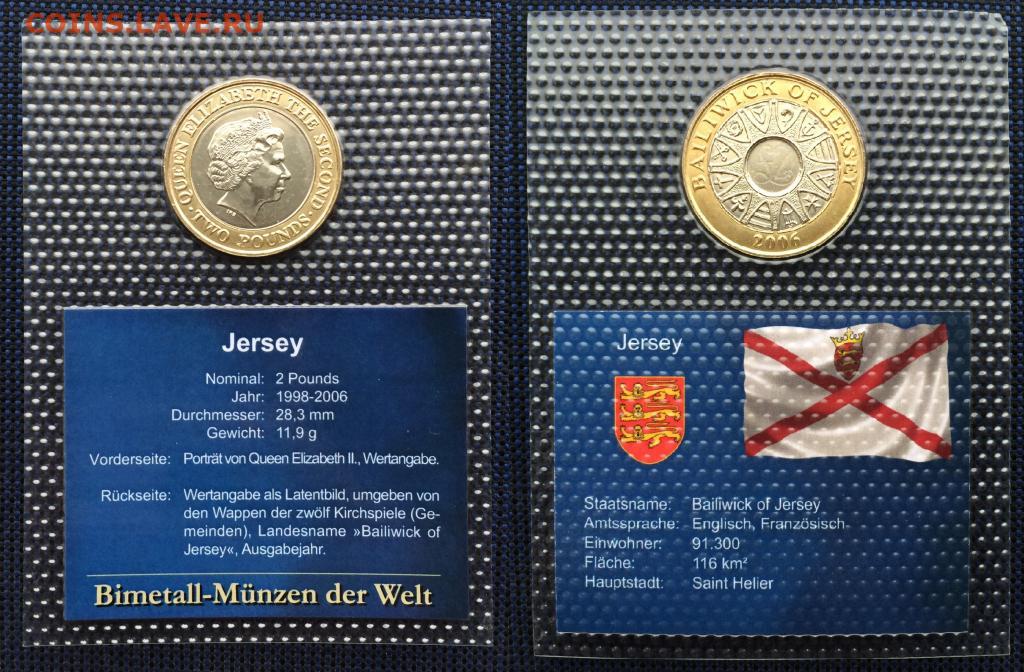 COINS.LAVE.RU
QUEEN ELIZABETH THE SECOND
TWO POUNDS
Jersey
Nominal: 2 Pounds
Jahr: 1998-2006
Durchmesser: 28,3 mm
Gewicht: 11,9 g
Vorderseite: Porträt von Queen Elizabeth II., Wertangabe.
Rückseite: Wertangabe als Latentbild, umgeben von
den Wappen der zwölf Kirchspiele (Ge-
meinden), Landesname »Bailiwick of
Jersey«, Ausgabejahr.
Bimetall-Münzen der Welt
BAILIWICK OF JERSEY
2006
Jersey
Staatsname: Bailiwick of Jersey
Amtssprache: Englisch, Französisch
Einwohner: 91.300
Fläche: 116 km²
Hauptstadt: Saint Helier